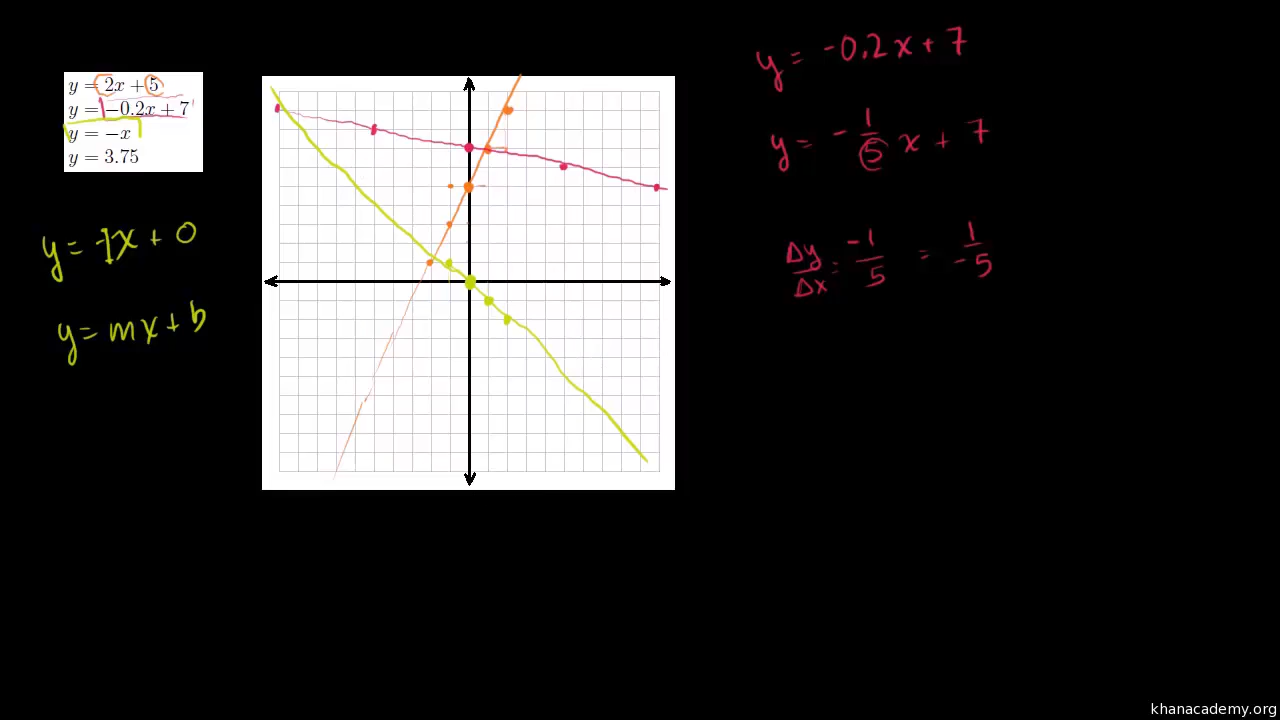 y = 2x + 5
y = −0.2x + 7
y = −x
y = 3.75
y = -1x + 0
y = mx + b
y = -0.2x + 7
y = - 1/5 x + 7
Δy/Δx = -1/5 = 1/-5
khanacademy.org